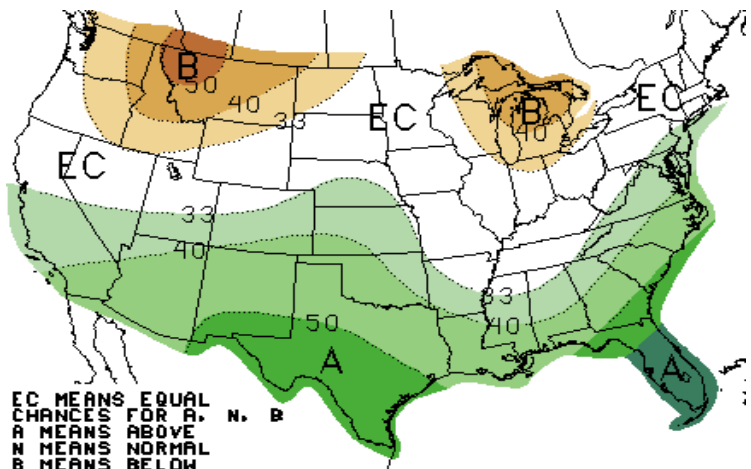 B
50
40
33
EC
B
40
EC
EC
33
40
33
40
50
A
A
EC MEANS EQUAL
CHANCES FOR A, N, B
A MEANS ABOVE
N MEANS NORMAL
B MEANS BELOW